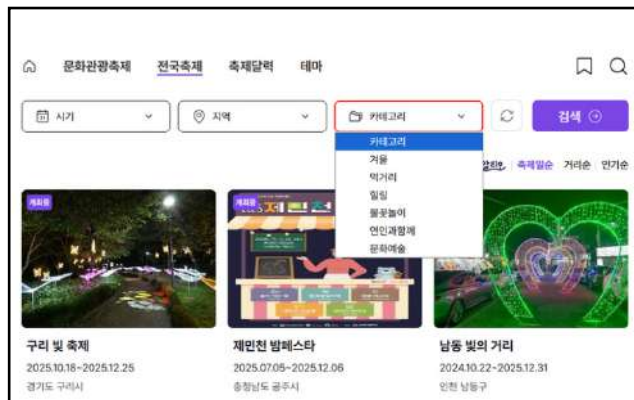 문화관광축제 전국축제 축제달력 테마
시기 지역 카테고리 검색
카테고리
겨울
먹거리
힐링
불꽃놀이
연인과함께
문화예술
축제일순 거리순 인기순
개최중
개최중
제민천
구리 빛 축제
2025.10.18~2025.12.25
경기도 구리시
제민천 밤페스타
2025.07.05~2025.12.06
충청남도 공주시
남동 빛의 거리
2024.10.22~2025.12.31
인천 남동구